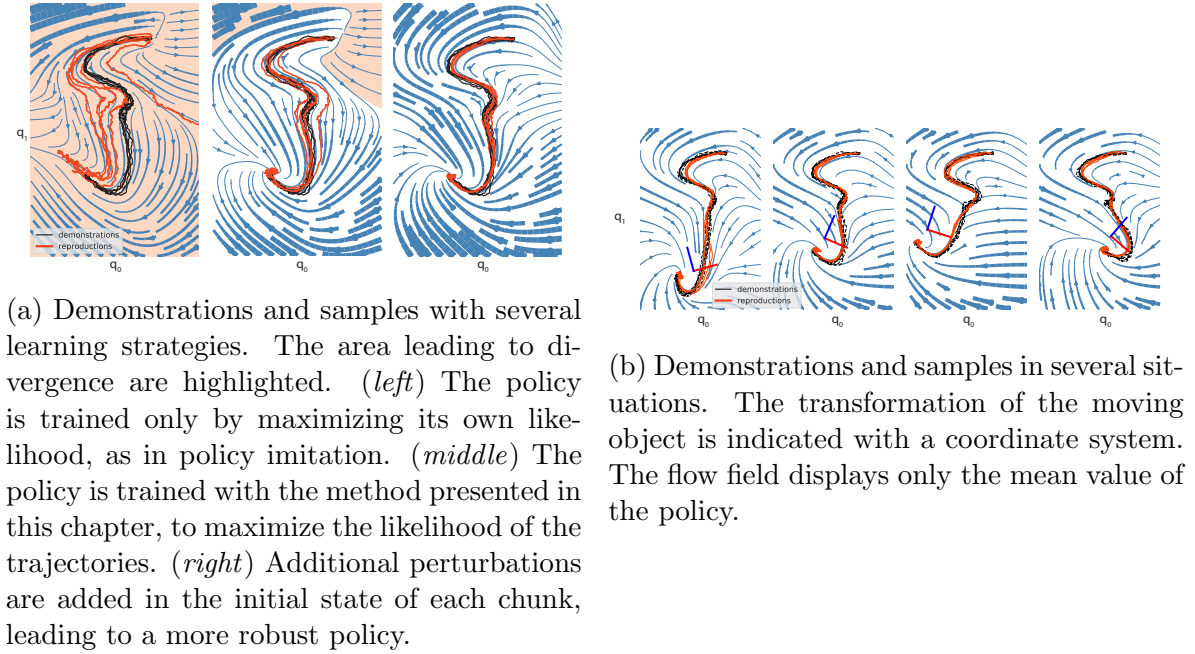 q₁
demonstrations
reproductions
q₀
q₀
q₀
(a) Demonstrations and samples with several
learning strategies. The area leading to di-
vergence are highlighted. (left) The policy
is trained only by maximizing its own like-
lihood, as in policy imitation. (middle) The
policy is trained with the method presented in
this chapter, to maximize the likelihood of the
trajectories. (right) Additional perturbations
are added in the initial state of each chunk,
leading to a more robust policy.
q₁
demonstrations
reproductions
q₀
q₀
q₀
q₀
(b) Demonstrations and samples in several sit-
uations. The transformation of the moving
object is indicated with a coordinate system.
The flow field displays only the mean value of
the policy.